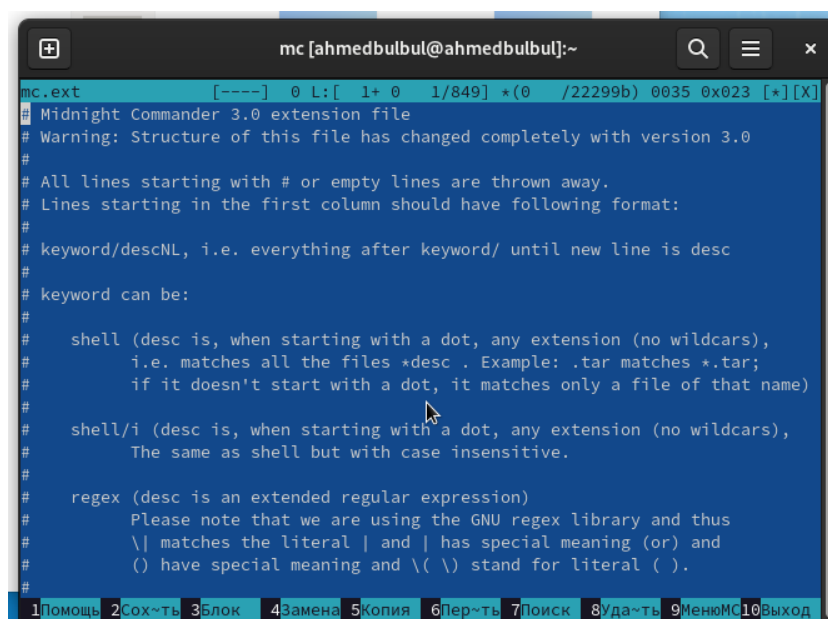 mc [ahmedbulbul@ahmedbulbul]:~
mc.ext [----] 0 L:[ 1+ 0 1/849] *(0 /22299b) 0035 0x023 [*][X]
# Midnight Commander 3.0 extension file
# Warning: Structure of this file has changed completely with version 3.0
#
# All lines starting with # or empty lines are thrown away.
# Lines starting in the first column should have following format:
#
# keyword/descNL, i.e. everything after keyword/ until new line is desc
#
# keyword can be:
#
# shell (desc is, when starting with a dot, any extension (no wildcars),
# i.e. matches all the files *desc . Example: .tar matches *.tar;
# if it doesn't start with a dot, it matches only a file of that name)
#
# shell/i (desc is, when starting with a dot, any extension (no wildcars),
# The same as shell but with case insensitive.
#
# regex (desc is an extended regular expression)
# Please note that we are using the GNU regex library and thus
# \| matches the literal | and | has special meaning (or) and
# () have special meaning and \( \) stand for literal ( ).
#
1Помощь 2Сох~ть 3Блок 4Замена 5Копия 6Пер~ть 7Поиск 8Уда~ть 9МенюMC 10Выход